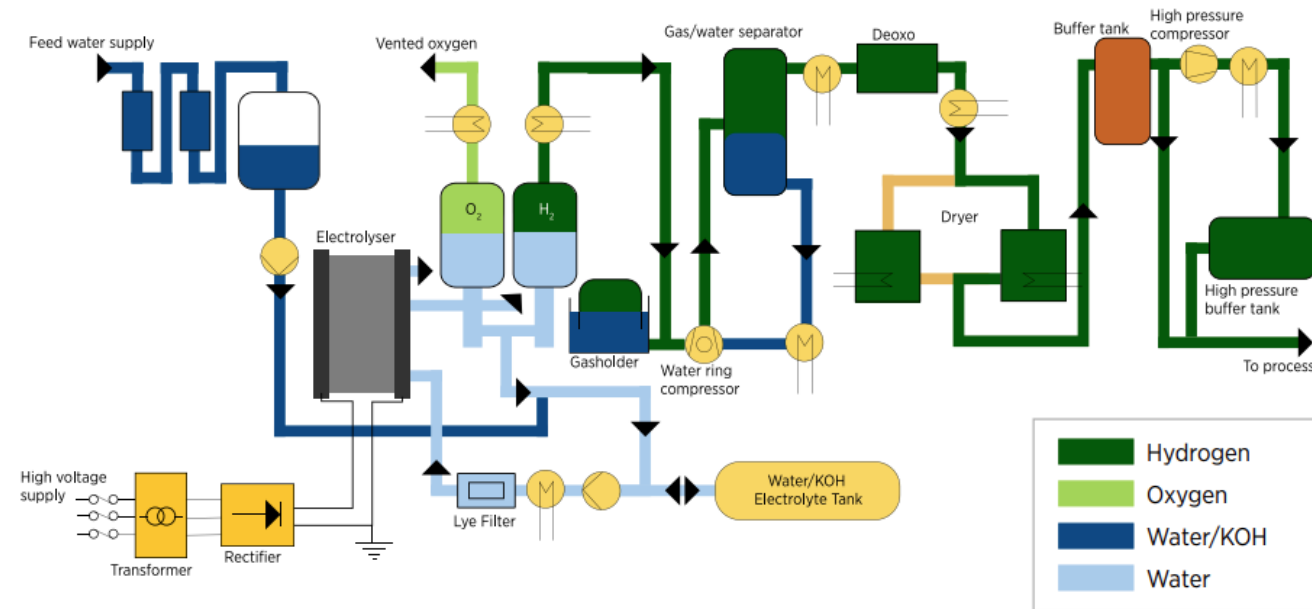 Feed water supply
Vented oxygen
Gas/water separator
Deoxo
Buffer tank
High pressure
compressor
O₂
H₂
Electrolyser
Dryer
Gasholder
Water ring
compressor
High pressure
buffer tank
To process
High voltage
supply
Transformer
Rectifier
Lye Filter
Water/KOH
Electrolyte Tank
Hydrogen
Oxygen
Water/KOH
Water